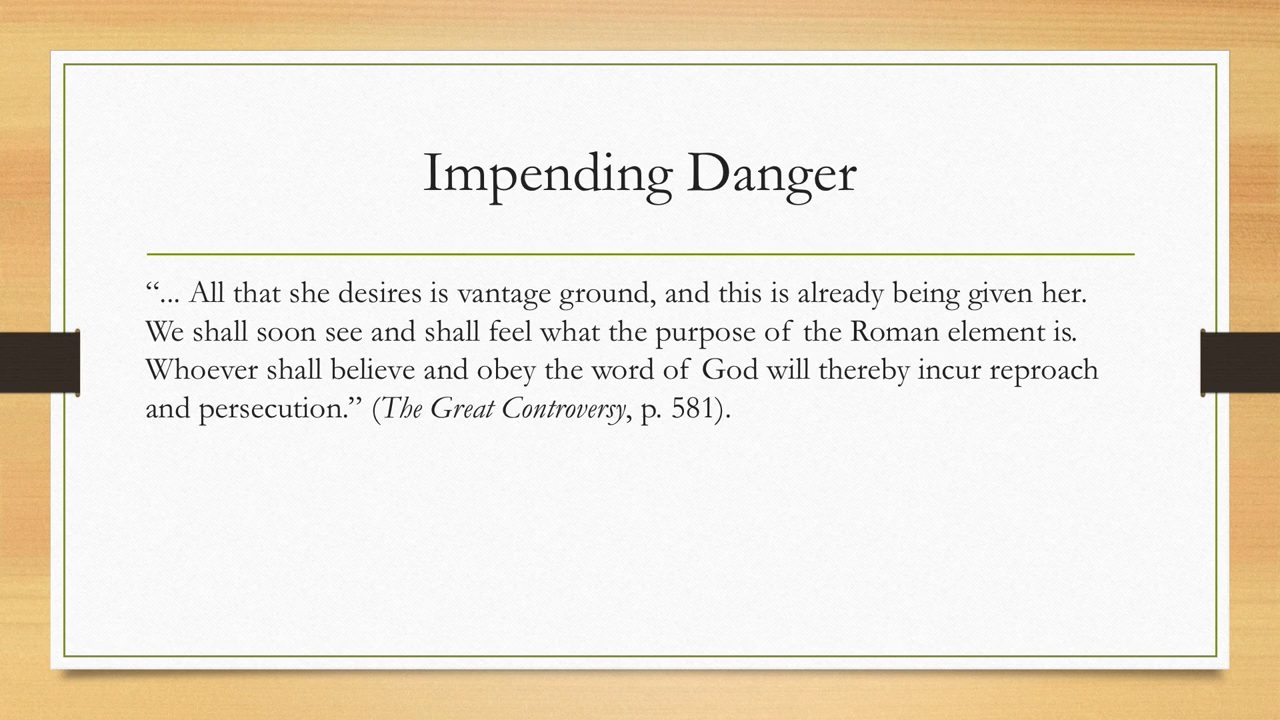 Impending Danger
“... All that she desires is vantage ground, and this is already being given her.
We shall soon see and shall feel what the purpose of the Roman element is.
Whoever shall believe and obey the word of God will thereby incur reproach
and persecution.” (The Great Controversy, p. 581).